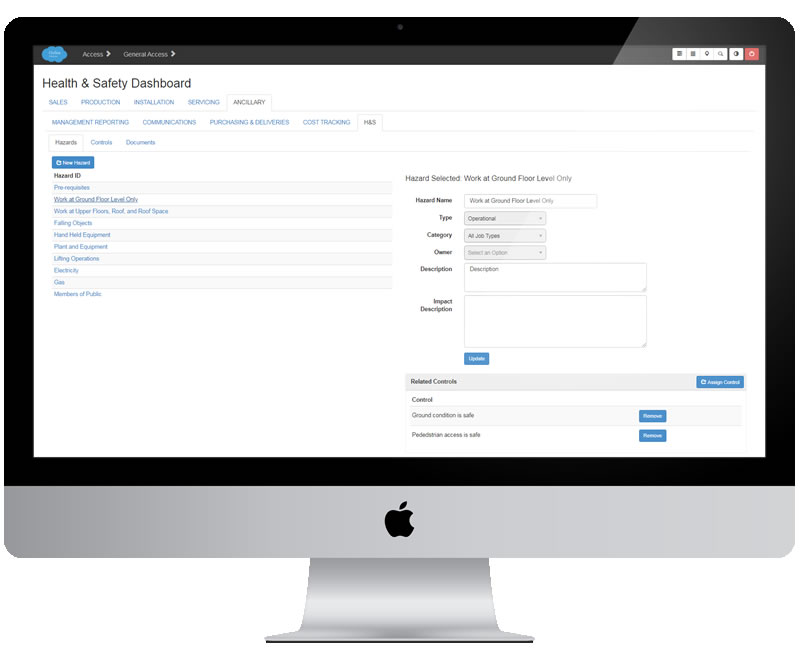 Access
General Access
Health & Safety Dashboard
SALES PRODUCTION INSTALLATION SERVICING ANCILLARY
MANAGEMENT REPORTING COMMUNICATIONS PURCHASING & DELIVERIES COST TRACKING H&S
Hazards Controls Documents
New Hazard
Hazard ID
Pre-requisites
Work at Ground Floor Level Only
Work at Upper Floors, Roof, and Roof Space
Falling Objects
Hand Held Equipment
Plant and Equipment
Lifting Operations
Electricity
Gas
Members of Public
Hazard Selected: Work at Ground Floor Level Only
Hazard Name Work at Ground Floor Level Only
Type Operational
Category All Job Types
Owner Select an Option
Description Description
Impact
Description
Update
Related Controls Assign Control
Control
Ground condition is safe Remove
Pededstrian access is safe Remove